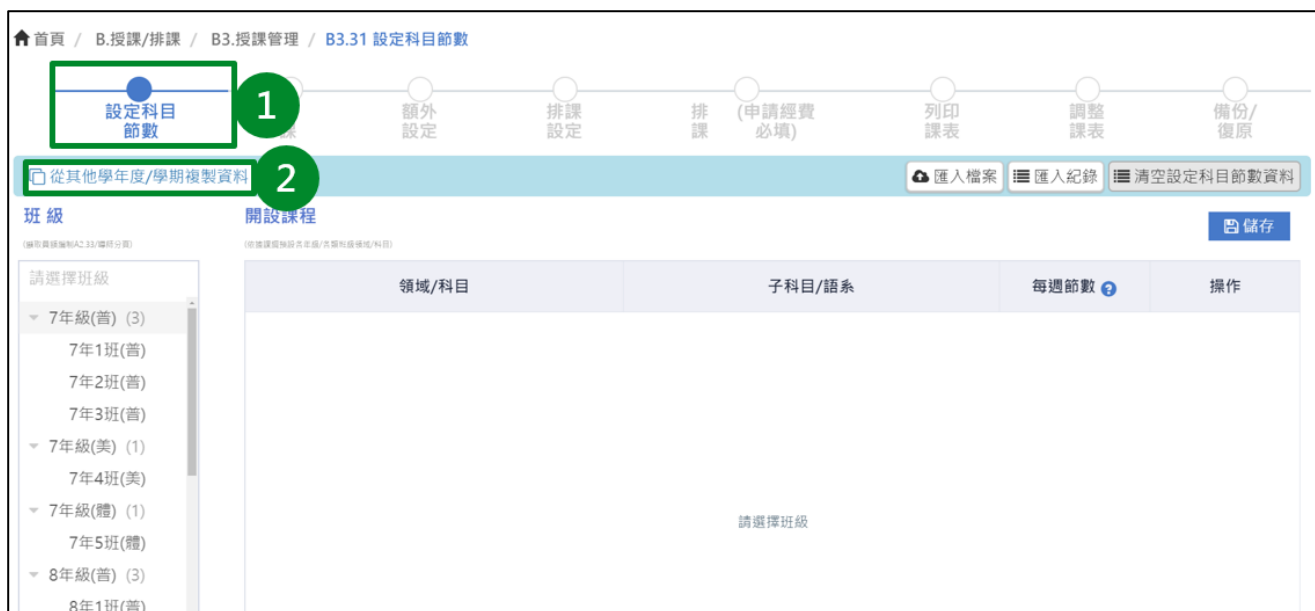 首頁 / B.授課/排課 / B3.授課管理 / B3.31 設定科目節數
設定科目
節數
1
課
額外
設定
排課
設定
排
課
(申請經費
必填)
列印
課表
調整
課表
備份/
復原
從其他學年度/學期複製資料
2
匯入檔案
匯入紀錄
清空設定科目節數資料
班 級
開設課程
儲存
請選擇班級
領域/科目
子科目/語系
每週節數 ?
操作
7年級(普) (3)
7年1班(普)
7年2班(普)
7年3班(普)
7年級(美) (1)
7年4班(美)
7年級(體) (1)
請選擇班級
7年5班(體)
8年級(普) (3)
8年1班(普)